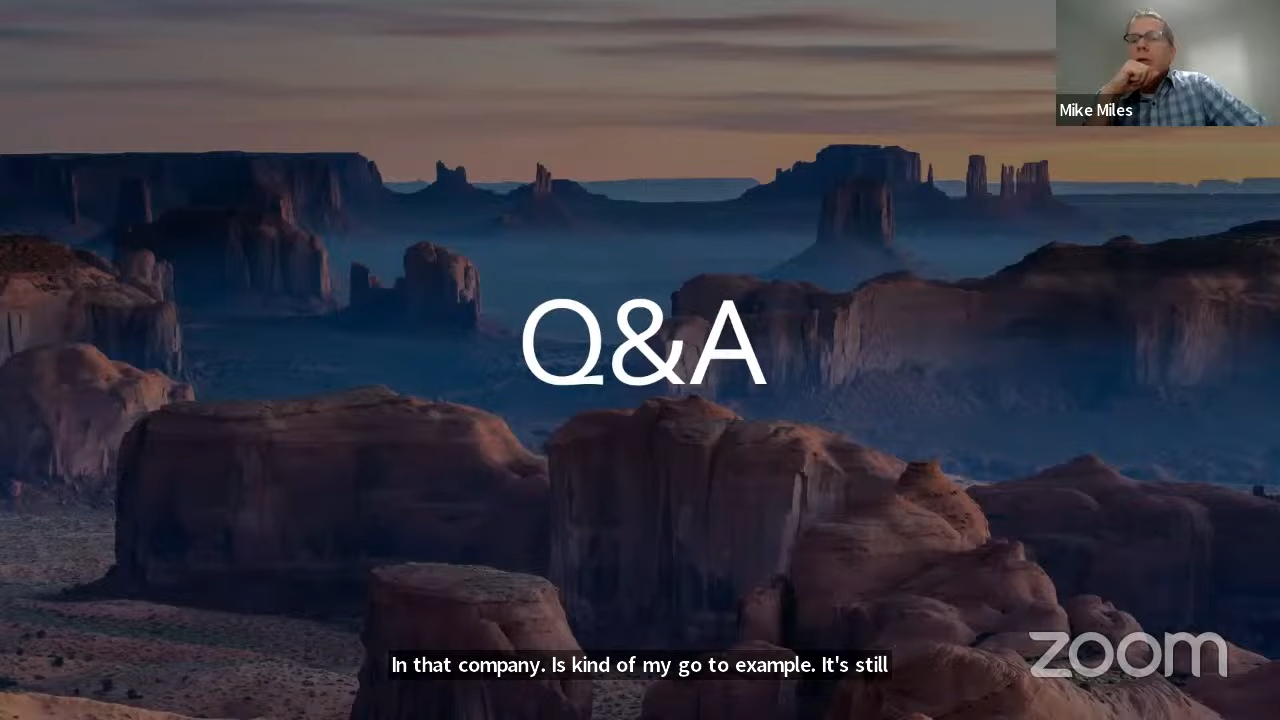 Mike Miles
Q&A
In that company. Is kind of my go to example. It's still
zoom